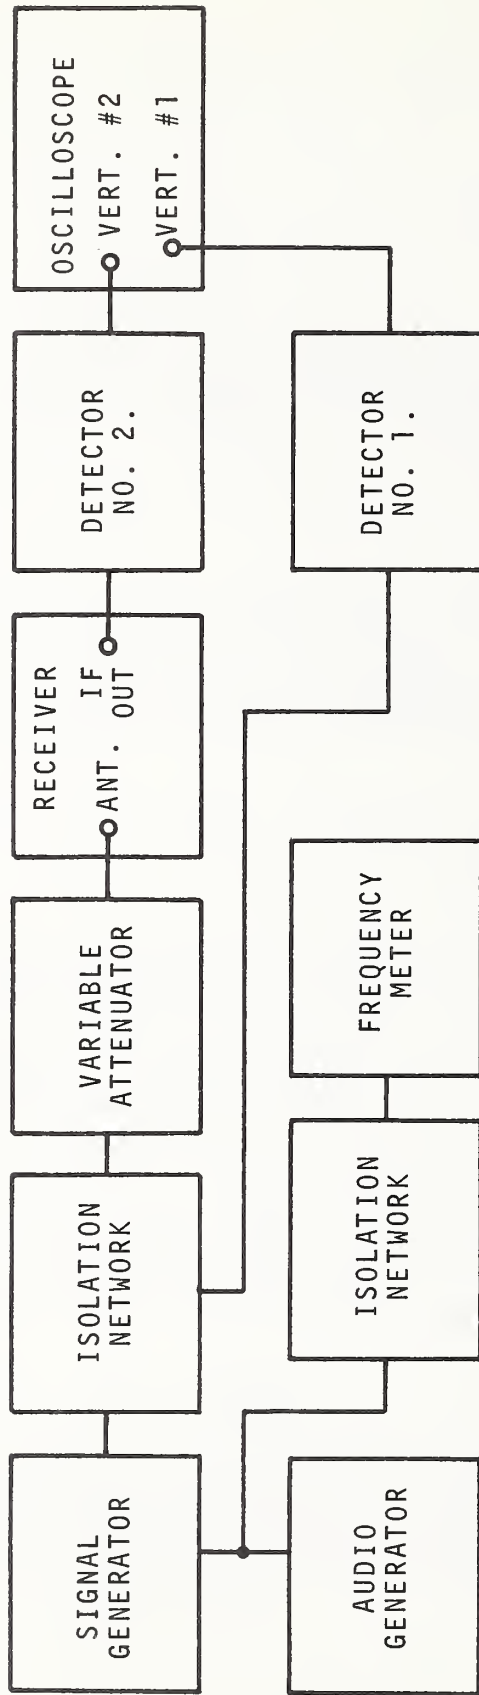 SIGNAL
GENERATOR
ISOLATION
NETWORK
VARIABLE
ATTENUATOR
RECEIVER
ANT.
IF
OUT
DETECTOR
NO. 2.
OSCILLOSCOPE
VERT. #2
VERT. #1
AUDIO
GENERATOR
ISOLATION
NETWORK
FREQUENCY
METER
DETECTOR
NO. 1.